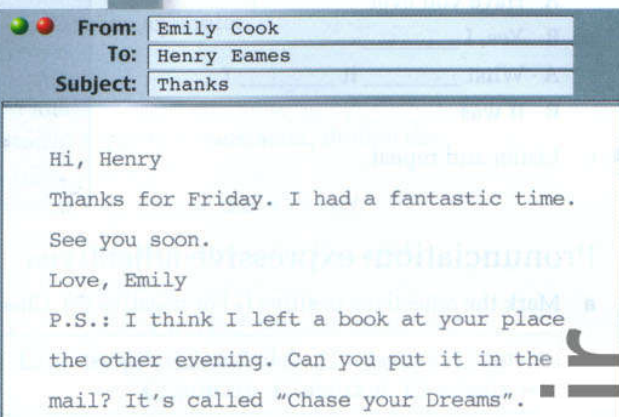 From: Emily Cook
To: Henry Eames
Subject: Thanks
Hi, Henry
Thanks for Friday. I had a fantastic time.
See you soon.
Love, Emily
P.S.: I think I left a book at your place
the other evening. Can you put it in the
mail? It's called "Chase your Dreams".
ir